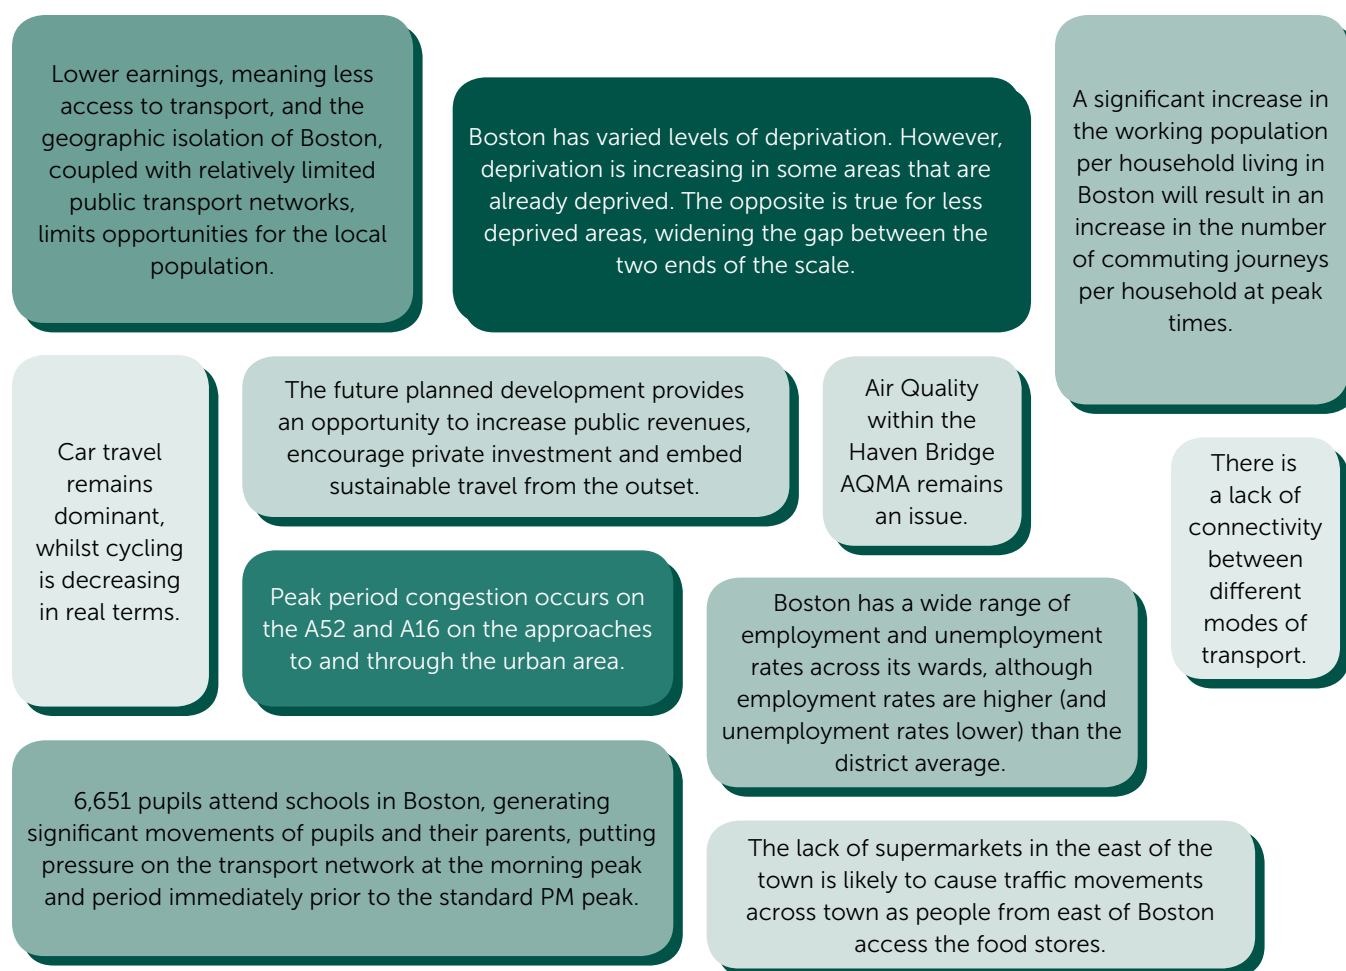 Lower earnings, meaning less
access to transport, and the
geographic isolation of Boston,
coupled with relatively limited
public transport networks,
limits opportunities for the local
population.
Boston has varied levels of deprivation. However,
deprivation is increasing in some areas that are
already deprived. The opposite is true for less
deprived areas, widening the gap between the
two ends of the scale.
A significant increase in
the working population
per household living in
Boston will result in an
increase in the number
of commuting journeys
per household at peak
times.
Car travel
remains
dominant,
whilst cycling
is decreasing
in real terms.
The future planned development provides
an opportunity to increase public revenues,
encourage private investment and embed
sustainable travel from the outset.
Air Quality
within the
Haven Bridge
AQMA remains
an issue.
There is
a lack of
connectivity
between
different
modes of
transport.
Peak period congestion occurs on
the A52 and A16 on the approaches
to and through the urban area.
Boston has a wide range of
employment and unemployment
rates across its wards, although
employment rates are higher (and
unemployment rates lower) than the
district average.
6,651 pupils attend schools in Boston, generating
significant movements of pupils and their parents, putting
pressure on the transport network at the morning peak
and period immediately prior to the standard PM peak.
The lack of supermarkets in the east of the
town is likely to cause traffic movements
across town as people from east of Boston
access the food stores.